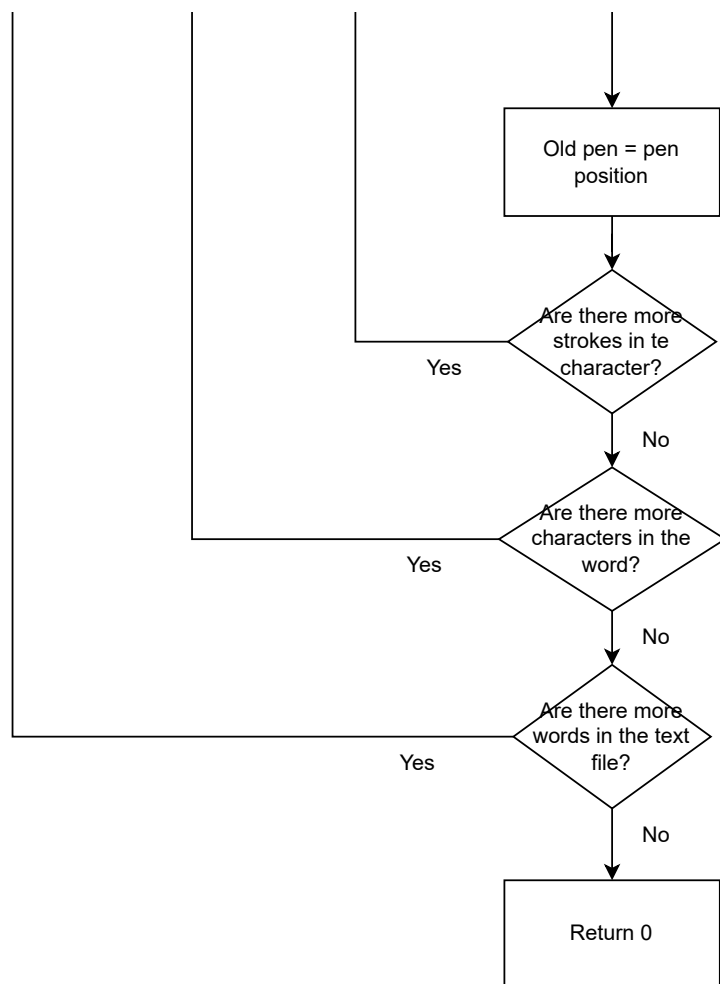 Old pen = pen
position
Are there more
strokes in te
character?
Yes
No
Are there more
characters in the
word?
Yes
No
Are there more
words in the text
file?
Yes
No
Return 0